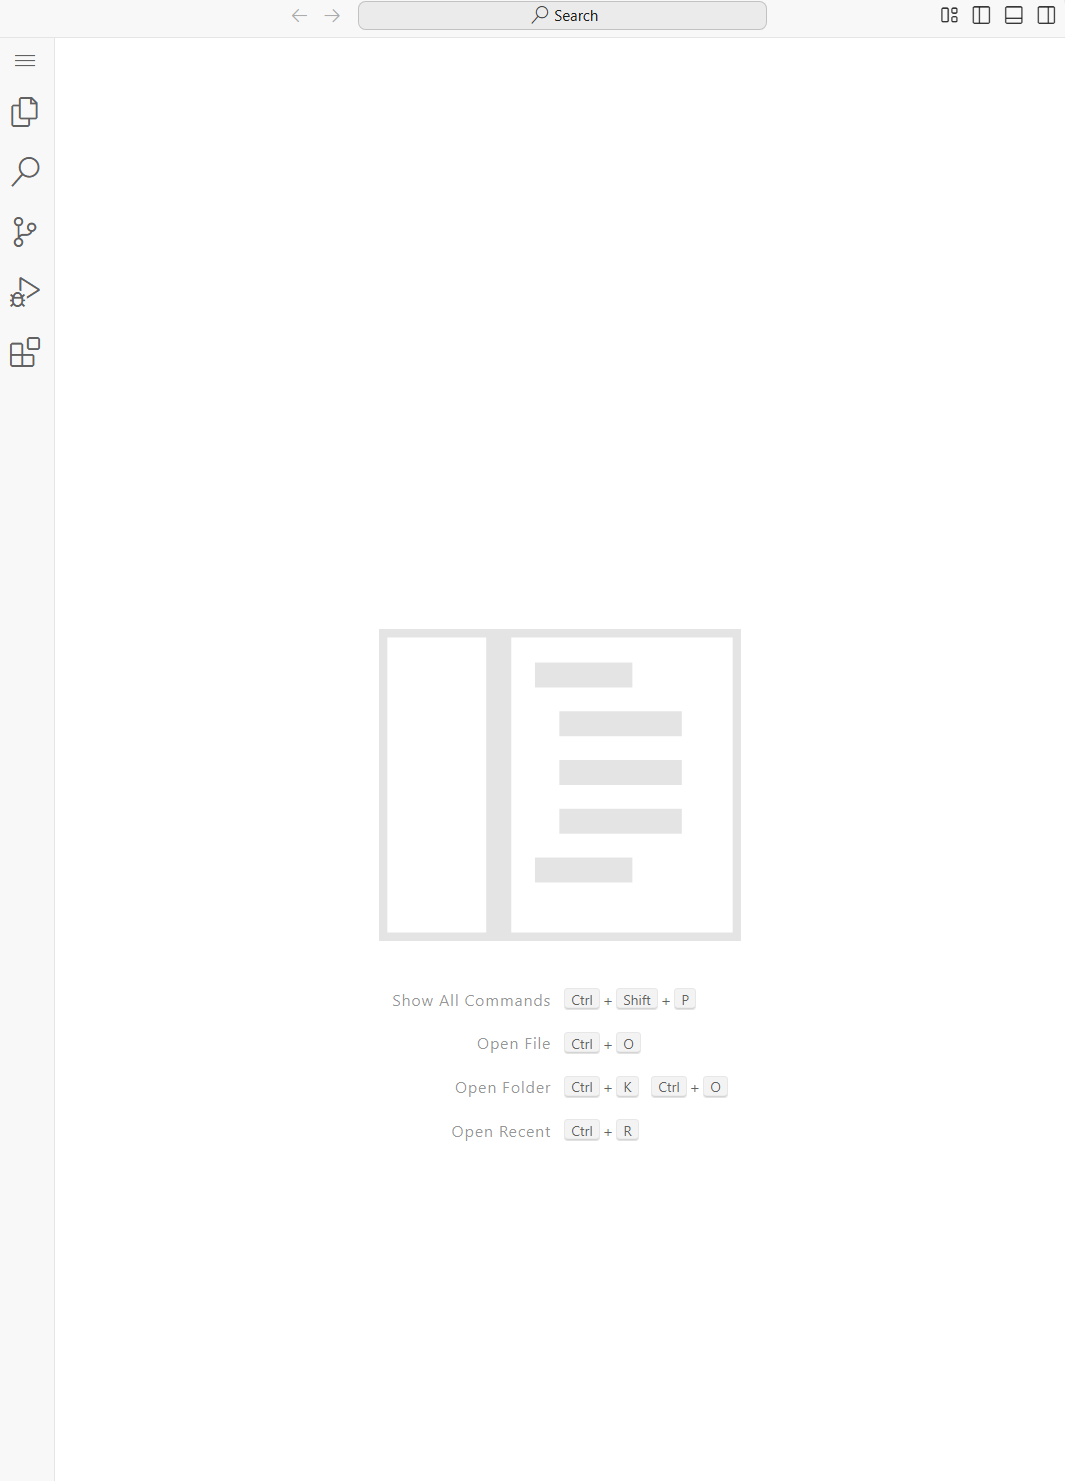 Search
Show All Commands Ctrl + Shift + P
Open File Ctrl + O
Open Folder Ctrl + K Ctrl + O
Open Recent Ctrl + R